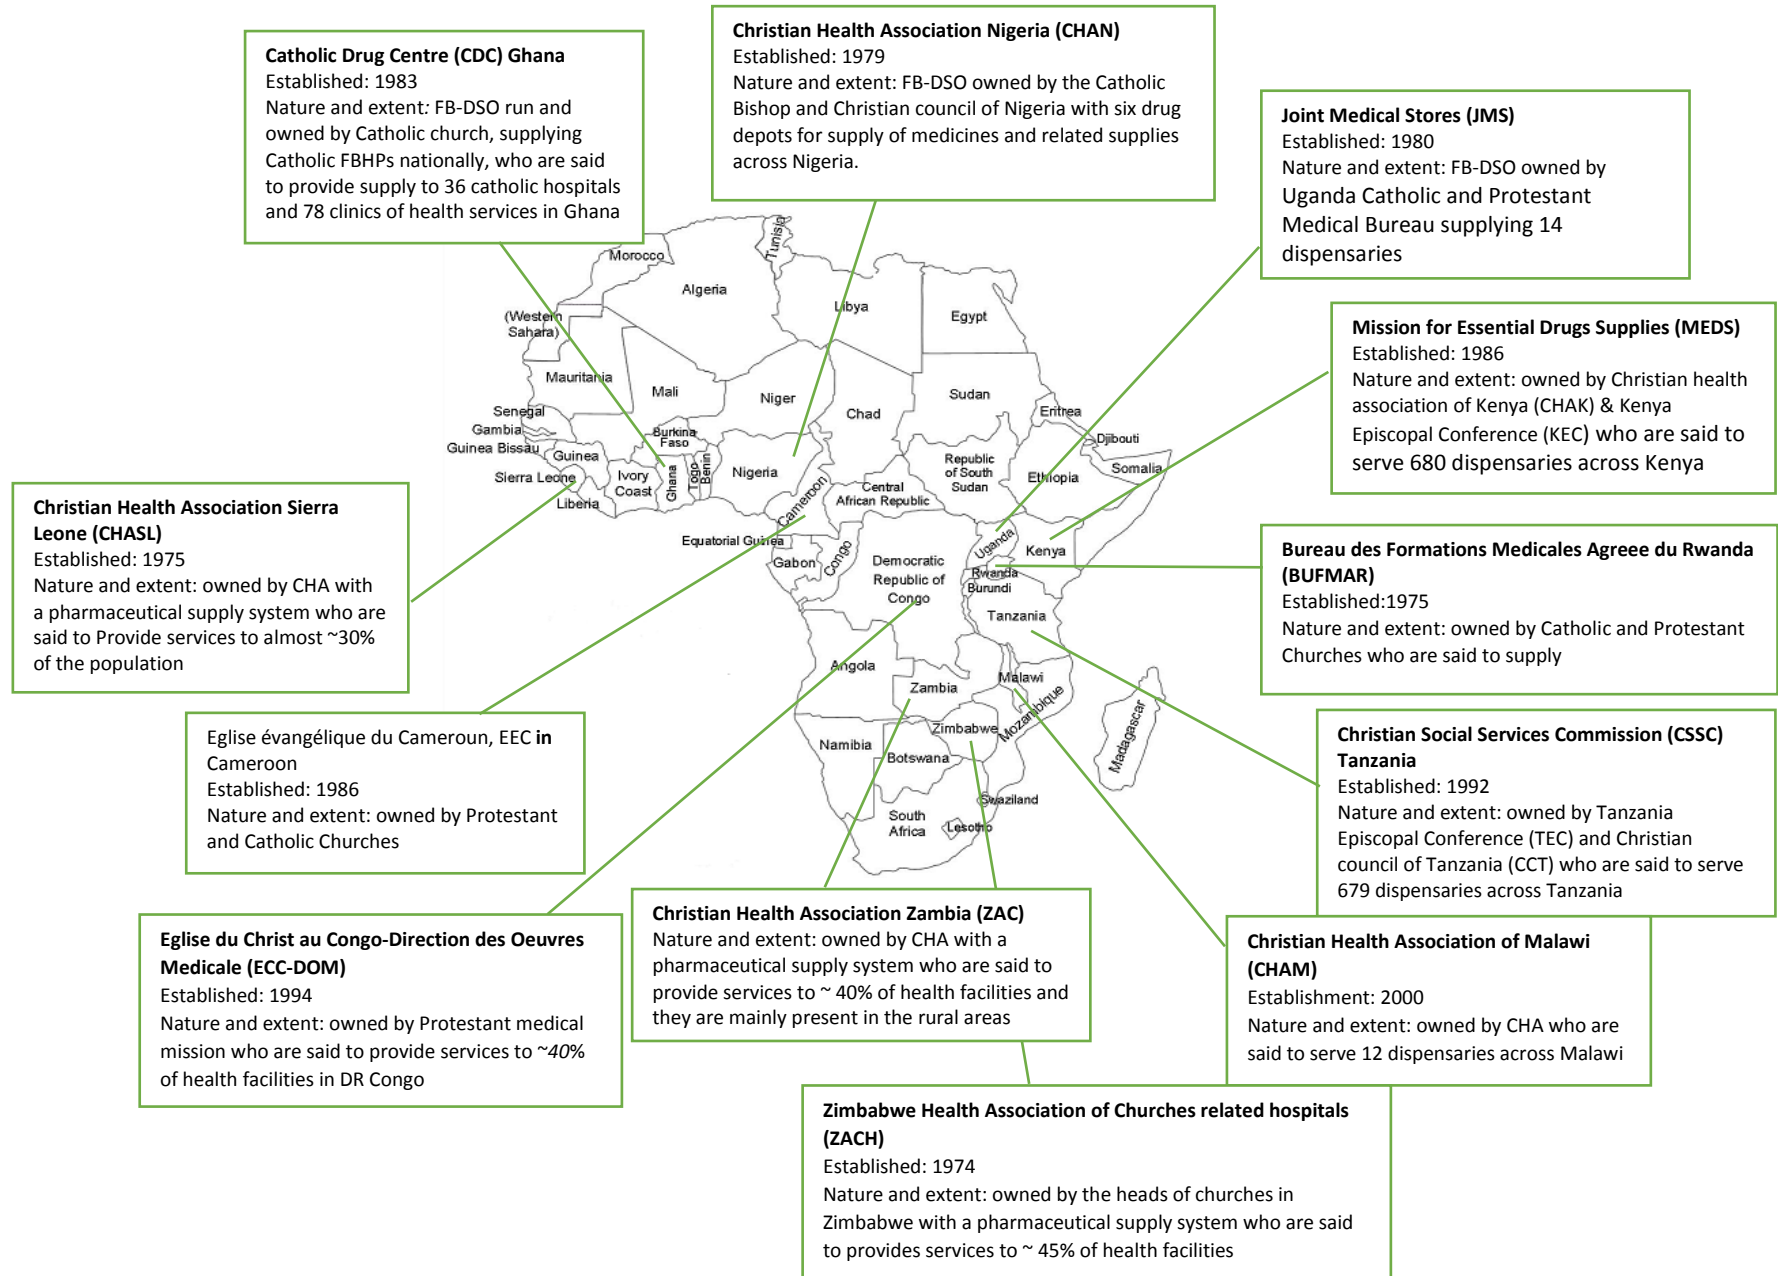 Catholic Drug Centre (CDC) Ghana
Established: 1983
Nature and extent: FB-DSO run and
owned by Catholic church, supplying
Catholic FBHPs nationally, who are said
to provide supply to 36 catholic hospitals
and 78 clinics of health services in Ghana
Christian Health Association Nigeria (CHAN)
Established: 1979
Nature and extent: FB-DSO owned by the Catholic
Bishop and Christian council of Nigeria with six drug
depots for supply of medicines and related supplies
across Nigeria.
Joint Medical Stores (JMS)
Established: 1980
Nature and extent: FB-DSO owned by
Uganda Catholic and Protestant
Medical Bureau supplying 14
dispensaries
Mission for Essential Drugs Supplies (MEDS)
Established: 1986
Nature and extent: owned by Christian health
association of Kenya (CHAK) & Kenya
Episcopal Conference (KEC) who are said to
serve 680 dispensaries across Kenya
Bureau des Formations Medicales Agreee du Rwanda
(BUFMAR)
Established:1975
Nature and extent: owned by Catholic and Protestant
Churches who are said to supply
Christian Social Services Commission (CSSC)
Tanzania
Established: 1992
Nature and extent: owned by Tanzania
Episcopal Conference (TEC) and Christian
council of Tanzania (CCT) who are said to serve
679 dispensaries across Tanzania
Christian Health Association of Malawi
(CHAM)
Establishment: 2000
Nature and extent: owned by CHA who are
said to serve 12 dispensaries across Malawi
Christian Health Association Sierra
Leone (CHASL)
Established: 1975
Nature and extent: owned by CHA with
a pharmaceutical supply system who are
said to Provide services to almost ~30%
of the population
Eglise évangélique du Cameroun, EEC in
Cameroon
Established: 1986
Nature and extent: owned by Protestant
and Catholic Churches
Eglise du Christ au Congo-Direction des Oeuvres
Medicale (ECC-DOM)
Established: 1994
Nature and extent: owned by Protestant medical
mission who are said to provide services to ~40%
of health facilities in DR Congo
Christian Health Association Zambia (ZAC)
Nature and extent: owned by CHA with a
pharmaceutical supply system who are said to
provide services to ~ 40% of health facilities and
they are mainly present in the rural areas
Zimbabwe Health Association of Churches related hospitals
(ZACH)
Established: 1974
Nature and extent: owned by the heads of churches in
Zimbabwe with a pharmaceutical supply system who are said
to provides services to ~ 45% of health facilities
Morocco
Tunisia
Algeria
Libya
Egypt
(Western
Sahara)
Mauritania
Mali
Niger
Chad
Sudan
Eritrea
Djibouti
Senegal
Gambia
Guinea Bissau
Guinea
Sierra Leone
Liberia
Ivory
Coast
Burkina
Faso
Ghana
Togo
Benin
Nigeria
Cameroon
Central
African Republic
Republic
of South
Sudan
Ethiopia
Somalia
Equatorial Guinea
Gabon
Congo
Democratic
Republic of
Congo
Uganda
Kenya
Rwanda
Burundi
Tanzania
Angola
Zambia
Malawi
Mozambique
Zimbabwe
Namibia
Botswana
Madagascar
Swaziland
South
Africa
Lesotho